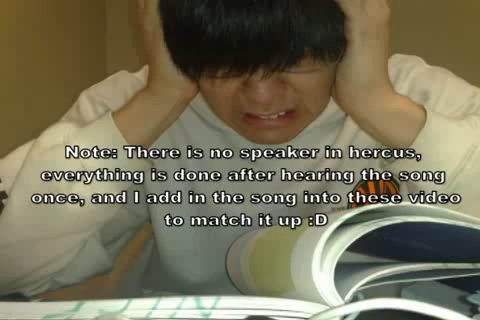 Note: There is no speaker in hercus,
everything is done after hearing the song
once, and I add in the song into these video
to match it up :D